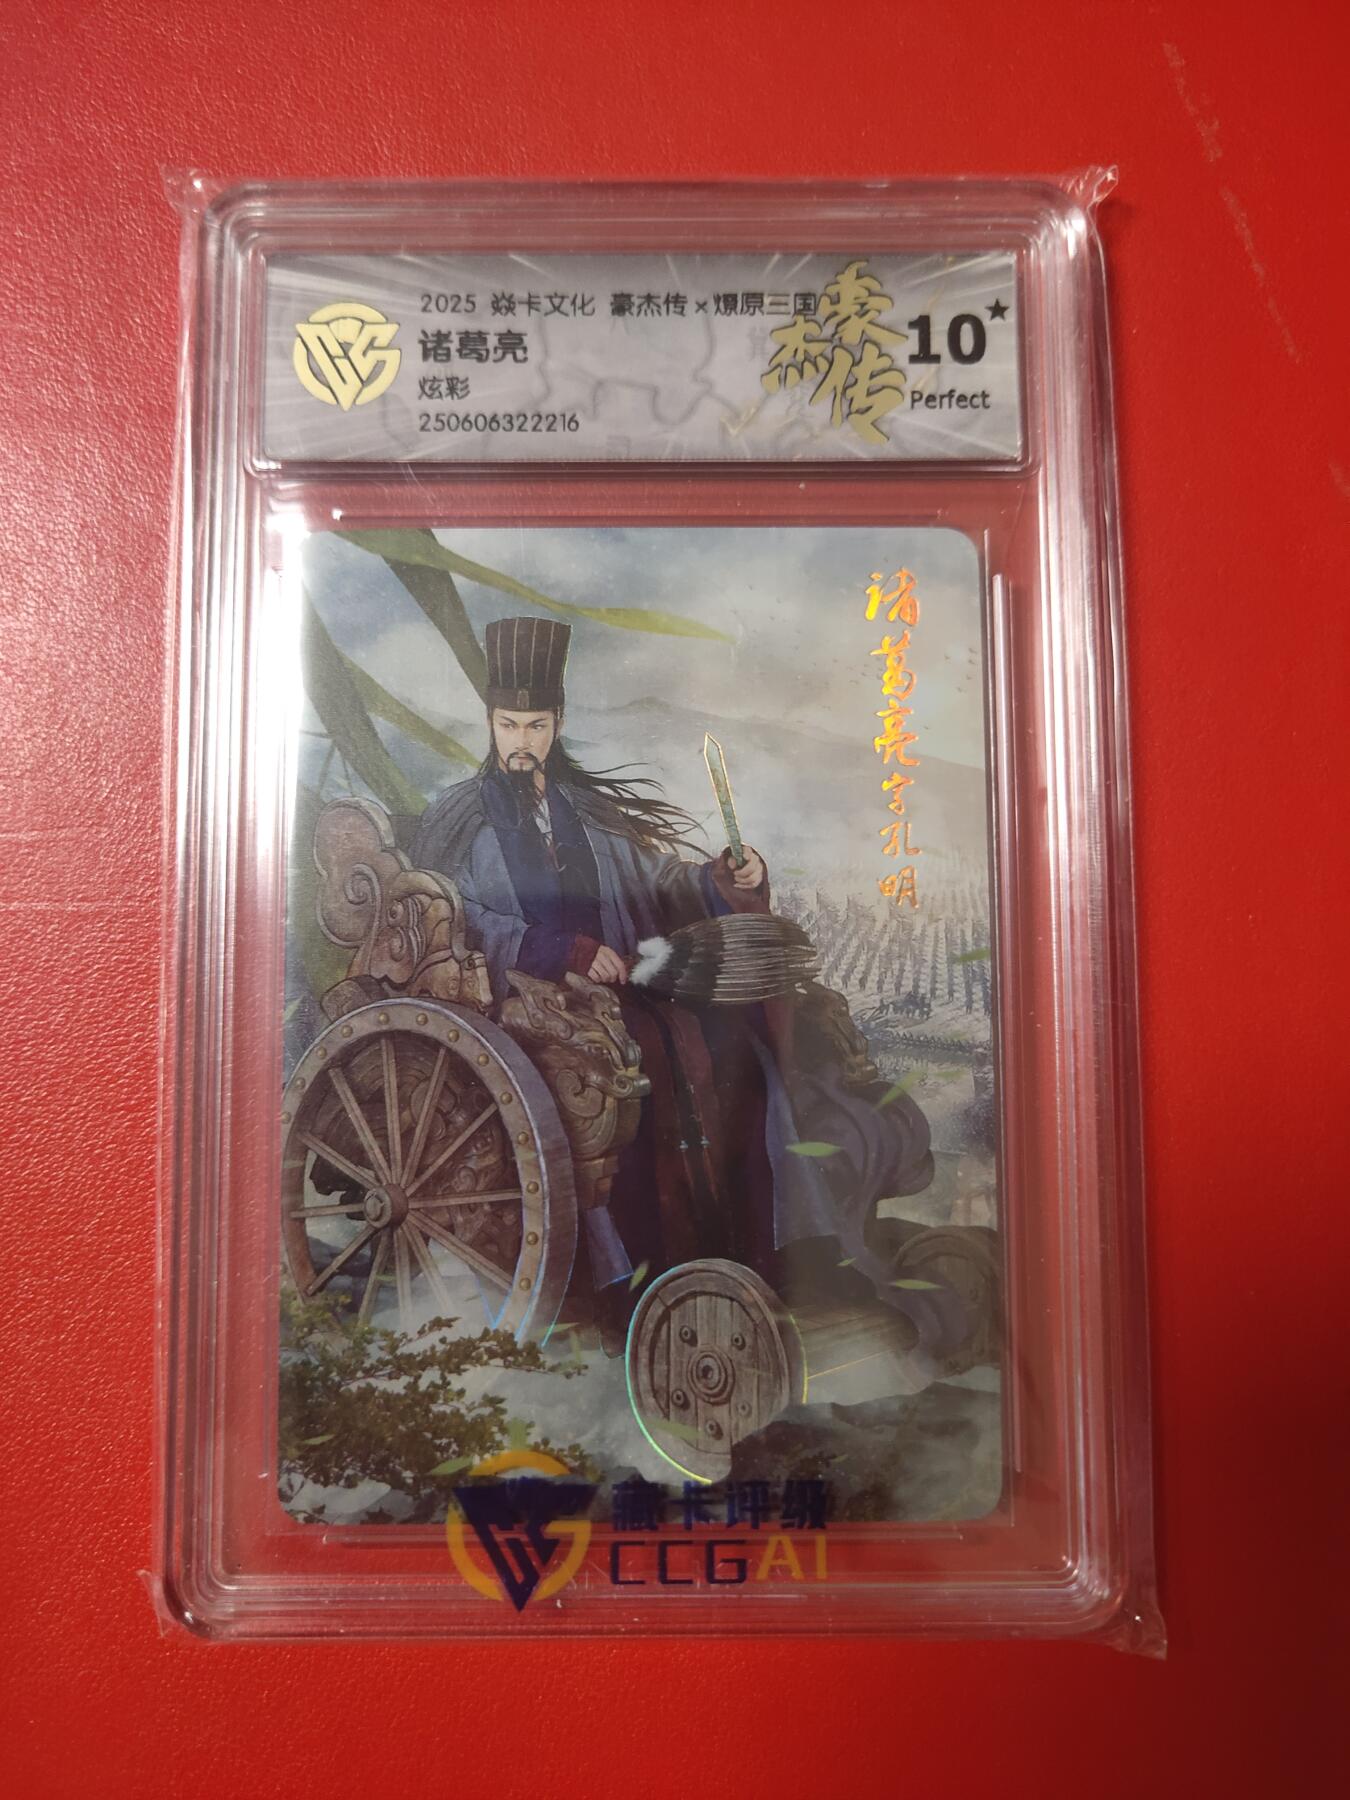 2025 焱卡文化 豪杰传×燎原三国
诸葛亮
炫彩
250606322216
豪杰传
10★
Perfect
诸葛亮字孔明
藏卡评级
CCGAI